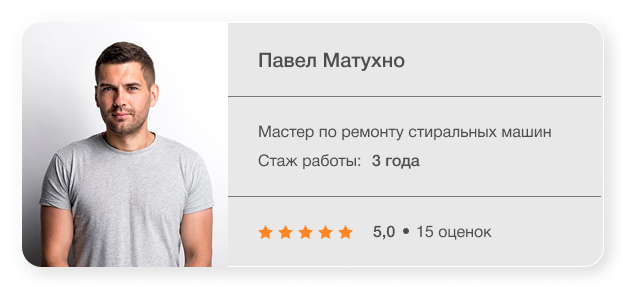 Павел Матухно
Мастер по ремонту стиральных машин
Стаж работы: 3 года
5,0 • 15 оценок